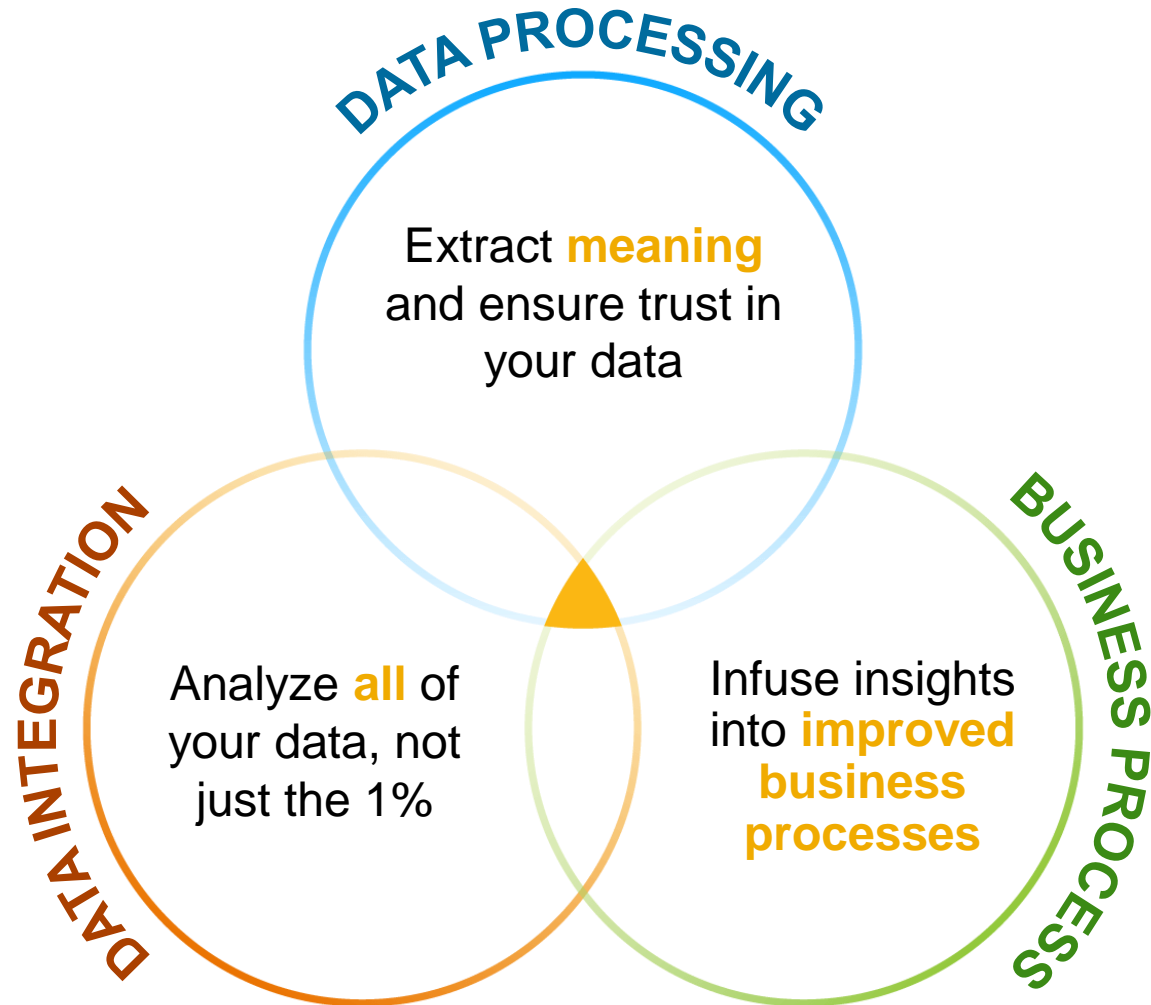 DATA PROCESSING
Extract meaning
and ensure trust in
your data
DATA INTEGRATION
Analyze all of
your data, not
just the 1%
BUSINESS PROCESS
Infuse insights
into improved
business
processes